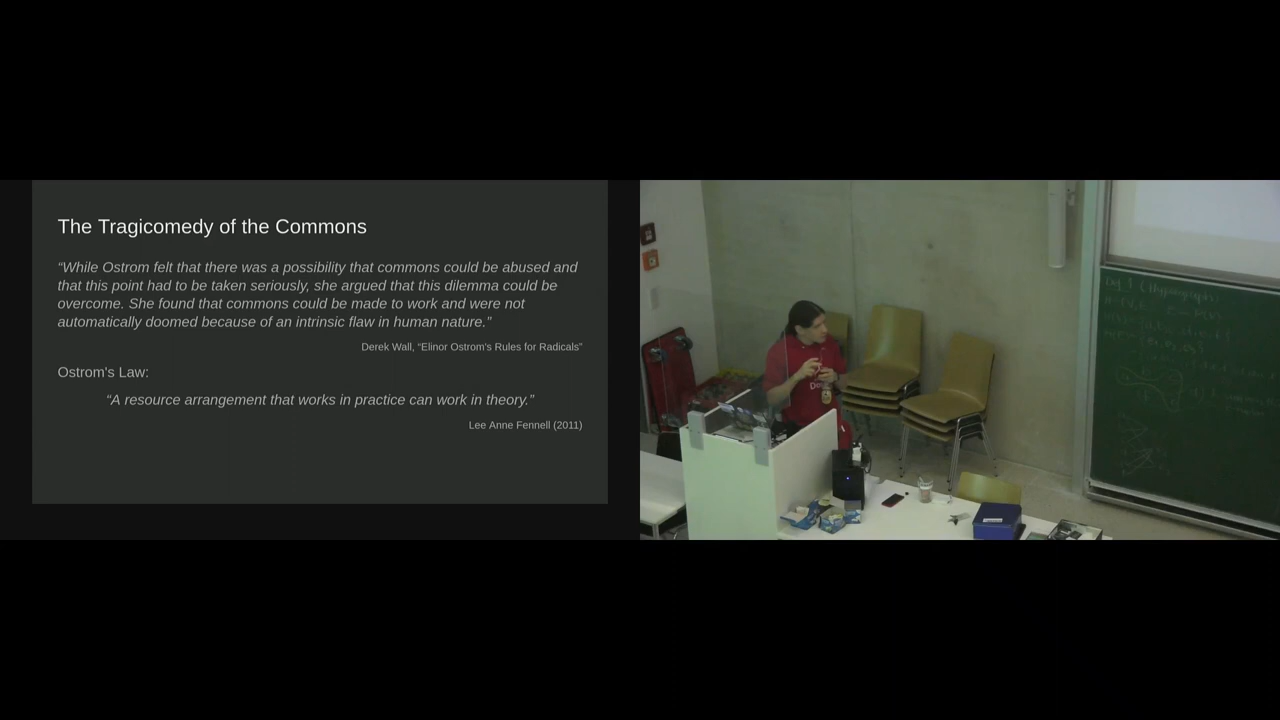 The Tragicomedy of the Commons
“While Ostrom felt that there was a possibility that commons could be abused and
that this point had to be taken seriously, she argued that this dilemma could be
overcome. She found that commons could be made to work and were not
automatically doomed because of an intrinsic flaw in human nature.”
Derek Wall, “Elinor Ostrom's Rules for Radicals”
Ostrom's Law:
“A resource arrangement that works in practice can work in theory.”
Lee Anne Fennell (2011)